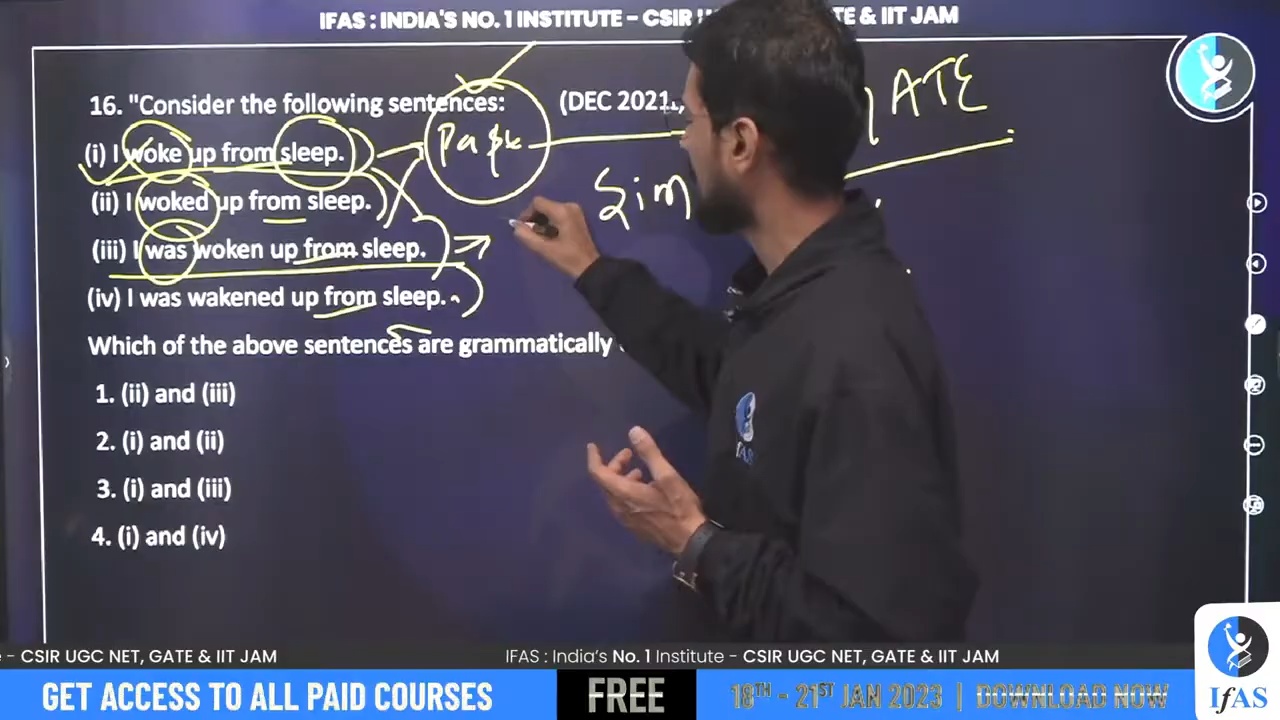 IFAS : INDIA'S NO. 1 INSTITUTE – CSIR U GATE & IIT JAM
16. "Consider the following sentences: (DEC 2021
ATE
(i) I woke up from sleep.
(ii) I woked up from sleep.
Sim
(iii) I was woken up from sleep.
(iv) I was wakened up from sleep.
Which of the above sentences are grammatically
1. (ii) and (iii)
2. (i) and (ii)
3. (i) and (iii)
4. (i) and (iv)
IFAS
- CSIR UGC NET, GATE & IIT JAM IFAS : India's No. 1 Institute - CSIR UGC NET, GATE & IIT JAM
GET ACCESS TO ALL PAID COURSES FREE 18TH - 21ST JAN 2023 | DOWNLOAD NOW
IfAS